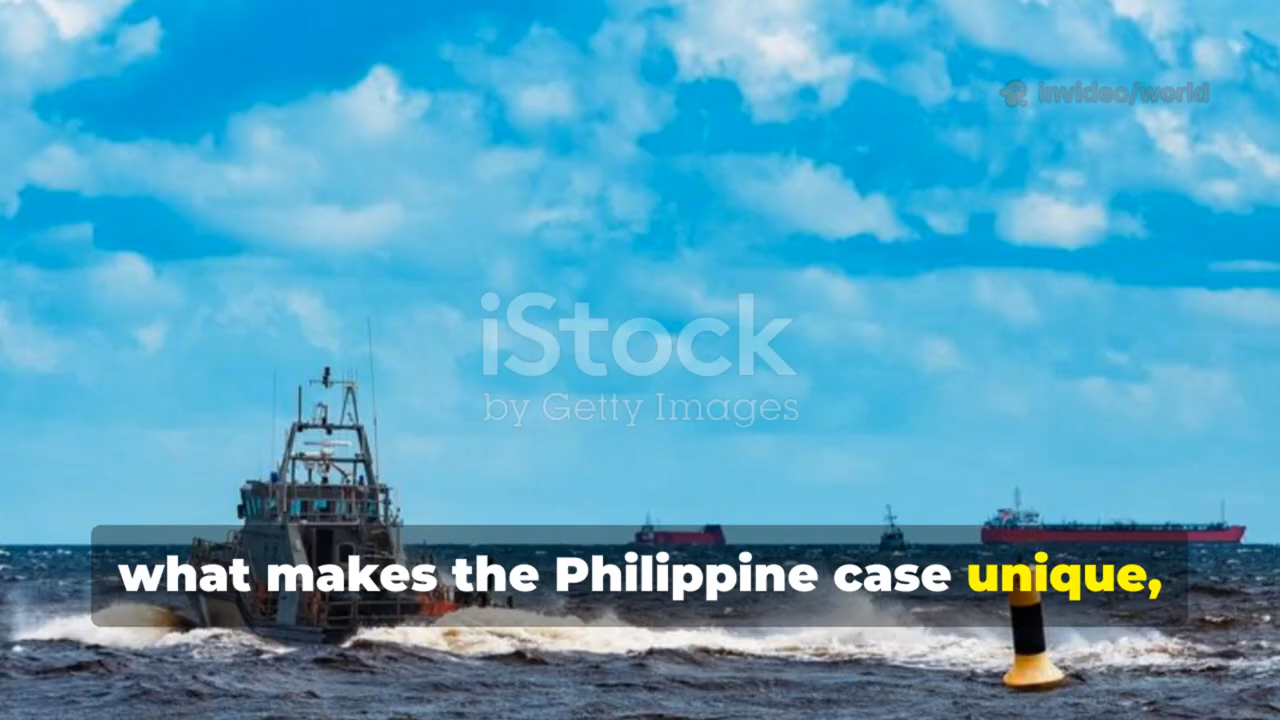 invideo/world
iStock
by Getty Images
what makes the Philippine case unique,